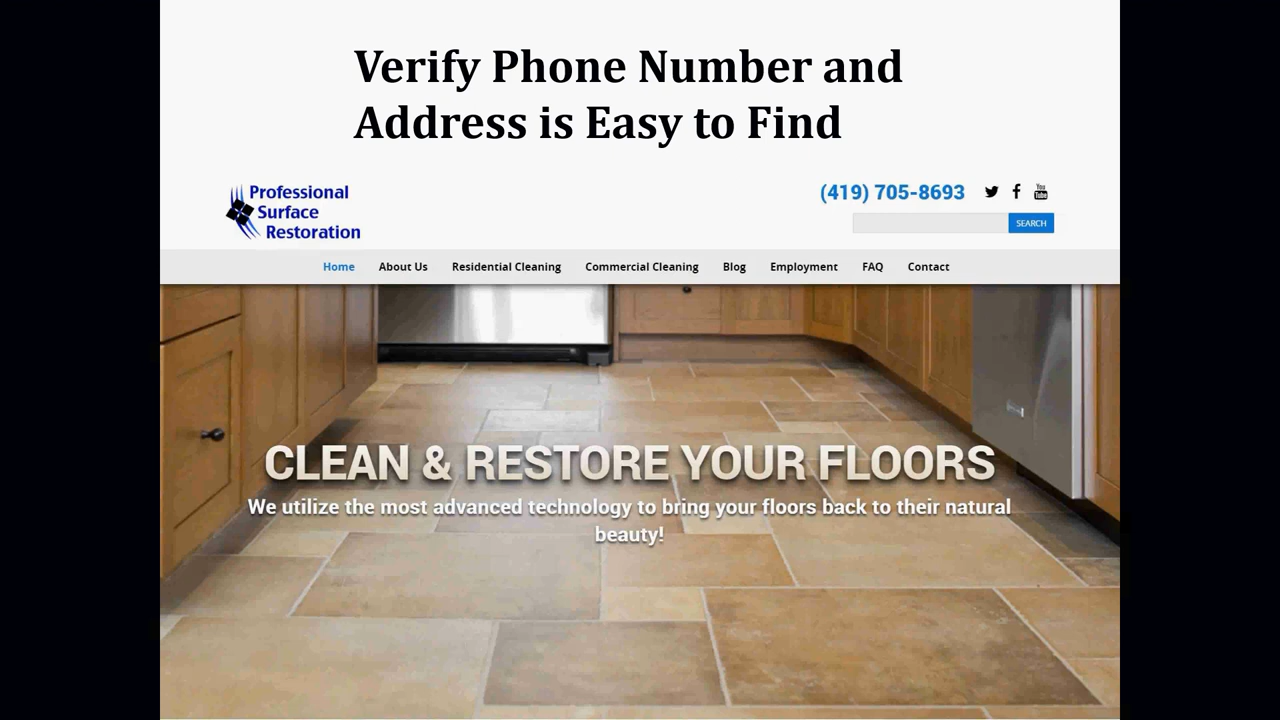 Verify Phone Number and
Address is Easy to Find
Professional
Surface
Restoration
(419) 705-8693
You
Tube
SEARCH
Home About Us Residential Cleaning Commercial Cleaning Blog Employment FAQ Contact
CLEAN & RESTORE YOUR FLOORS
We utilize the most advanced technology to bring your floors back to their natural
beauty!